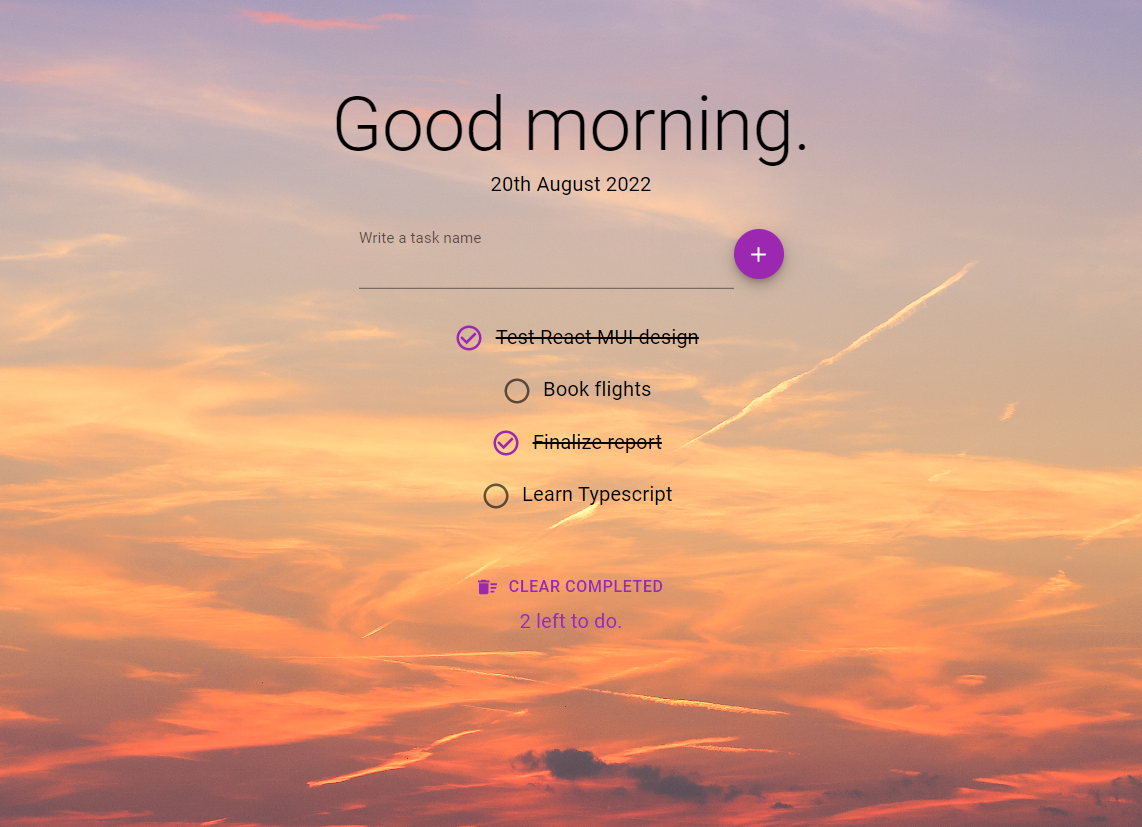 Good morning.
20th August 2022
Write a task name
Test React MUI design
Book flights
Finalize report
Learn Typescript
CLEAR COMPLETED
2 left to do.